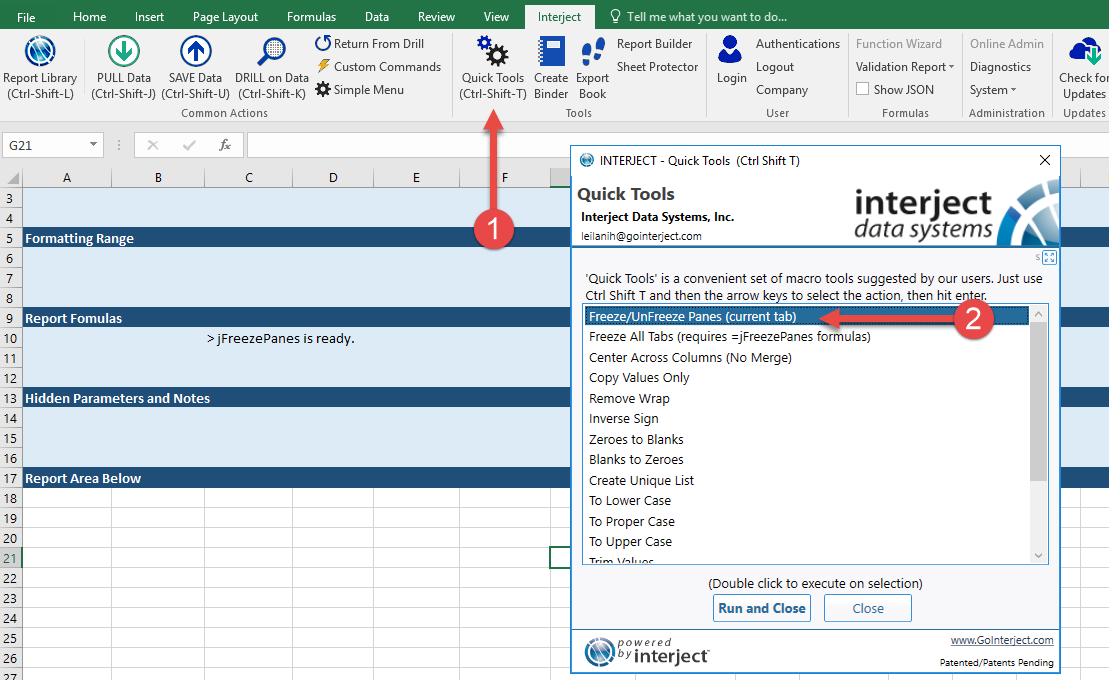 File Home Insert Page Layout Formulas Data Review View Interject Tell me what you want to do...
Report Library
(Ctrl-Shift-L)
PULL Data
(Ctrl-Shift-J)
SAVE Data
(Ctrl-Shift-U)
DRILL on Data
(Ctrl-Shift-K)
Return From Drill
Custom Commands
Simple Menu
Common Actions
Quick Tools
(Ctrl-Shift-T)
Create
Binder
Export
Book
Report Builder
Sheet Protector
Tools
Login
Authentications
Logout
Company
User
Function Wizard
Validation Report
Show JSON
Formulas
Online Admin
Diagnostics
System
Administration
Check for
Updates
Updates
G21
fx
A B C D E F
3
4
5 Formatting Range
6
7
8
9 Report Fomulas
10 > jFreezePanes is ready.
11
12
13 Hidden Parameters and Notes
14
15
16
17 Report Area Below
18
19
20
21
22
23
24
25
26
27
1
INTERJECT - Quick Tools (Ctrl Shift T)
Quick Tools
Interject Data Systems, Inc.
leilanih@gointerject.com
interject
data systems
s
'Quick Tools' is a convenient set of macro tools suggested by our users. Just use
Ctrl Shift T and then the arrow keys to select the action, then hit enter.
Freeze/UnFreeze Panes (current tab)
2
Freeze All Tabs (requires =jFreezePanes formulas)
Center Across Columns (No Merge)
Copy Values Only
Remove Wrap
Inverse Sign
Zeroes to Blanks
Blanks to Zeroes
Create Unique List
To Lower Case
To Proper Case
To Upper Case
Trim Values
(Double click to execute on selection)
Run and Close
Close
powered
by interject
www.GoInterject.com
Patented/Patents Pending